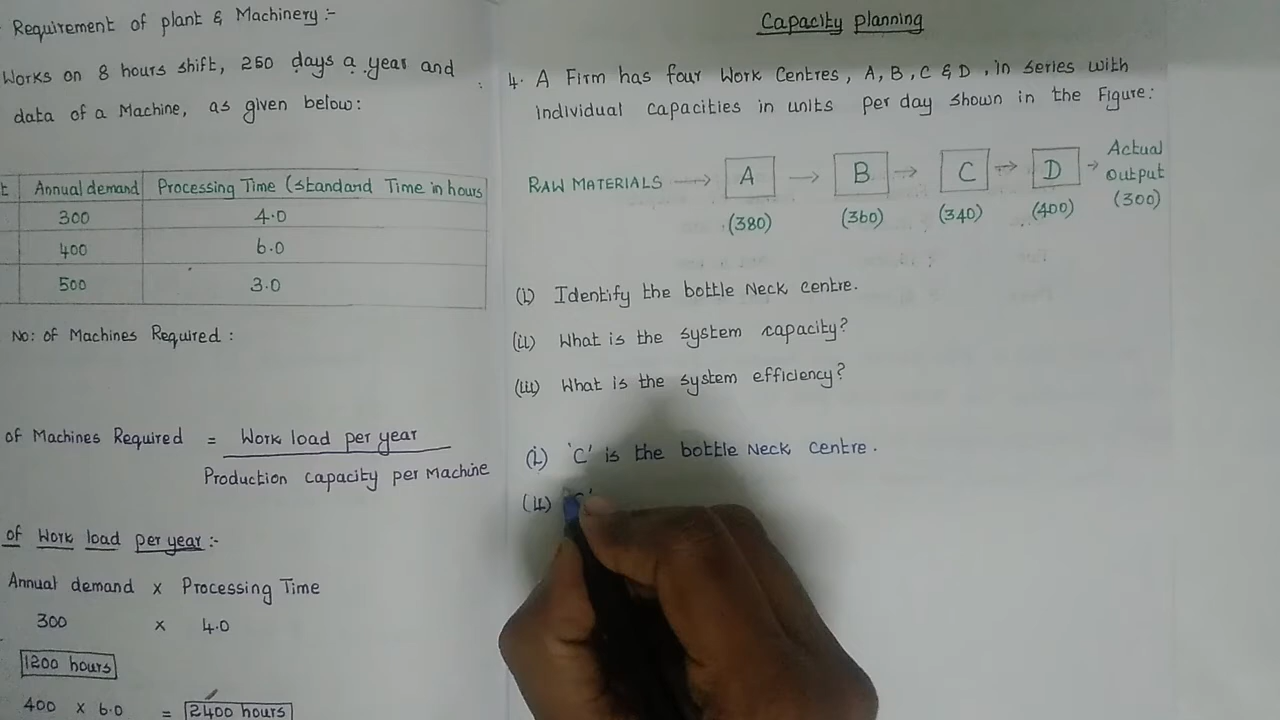 Requirement of plant & Machinery :-
Works on 8 hours shift, 250 days a year and
data of a Machine, as given below:
t Annual demand Processing Time (standard Time in hours
300 4.0
400 6.0
500 3.0
No: of Machines Required :
of Machines Required = Work load per year
Production capacity per Machine
of Work load per year :-
Annual demand x Processing Time
300 x 4.0
1200 hours
400 x 6.0 = 2400 hours
Capacity planning
4. A Firm has four Work Centres, A, B, C & D, in series with
individual capacities in units per day shown in the Figure:
RAW MATERIALS → A → B → C → D → Actual output (300)
(380) (360) (340) (400)
(i) Identify the bottle Neck centre.
(ii) What is the system capacity?
(iii) What is the system efficiency?
(i) 'C' is the bottle Neck centre.
(ii)